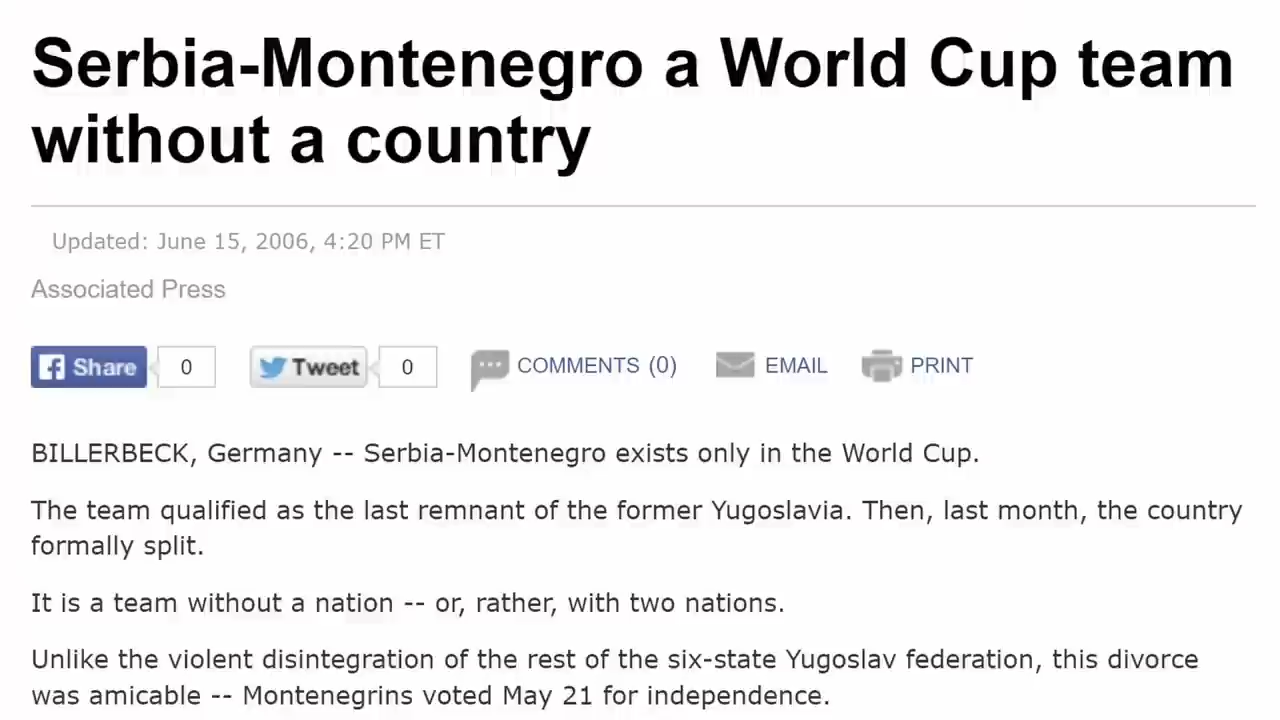 Serbia-Montenegro a World Cup team
without a country
Updated: June 15, 2006, 4:20 PM ET
Associated Press
Share 0 Tweet 0 COMMENTS (0) EMAIL PRINT
BILLERBECK, Germany -- Serbia-Montenegro exists only in the World Cup.
The team qualified as the last remnant of the former Yugoslavia. Then, last month, the country
formally split.
It is a team without a nation -- or, rather, with two nations.
Unlike the violent disintegration of the rest of the six-state Yugoslav federation, this divorce
was amicable -- Montenegrins voted May 21 for independence.